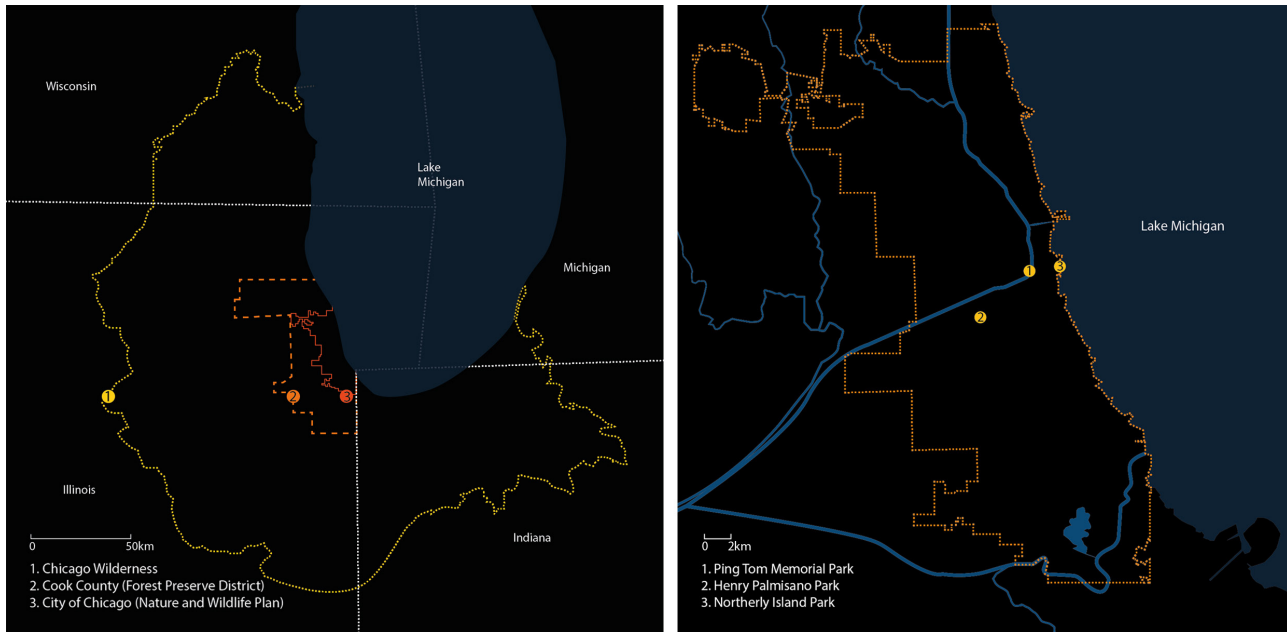 Wisconsin
Lake
Michigan
Michigan
1
2
3
Illinois
Indiana
0
50km
1. Chicago Wilderness
2. Cook County (Forest Preserve District)
3. City of Chicago (Nature and Wildlife Plan)
Lake Michigan
1
3
2
0
2km
1. Ping Tom Memorial Park
2. Henry Palmisano Park
3. Northerly Island Park